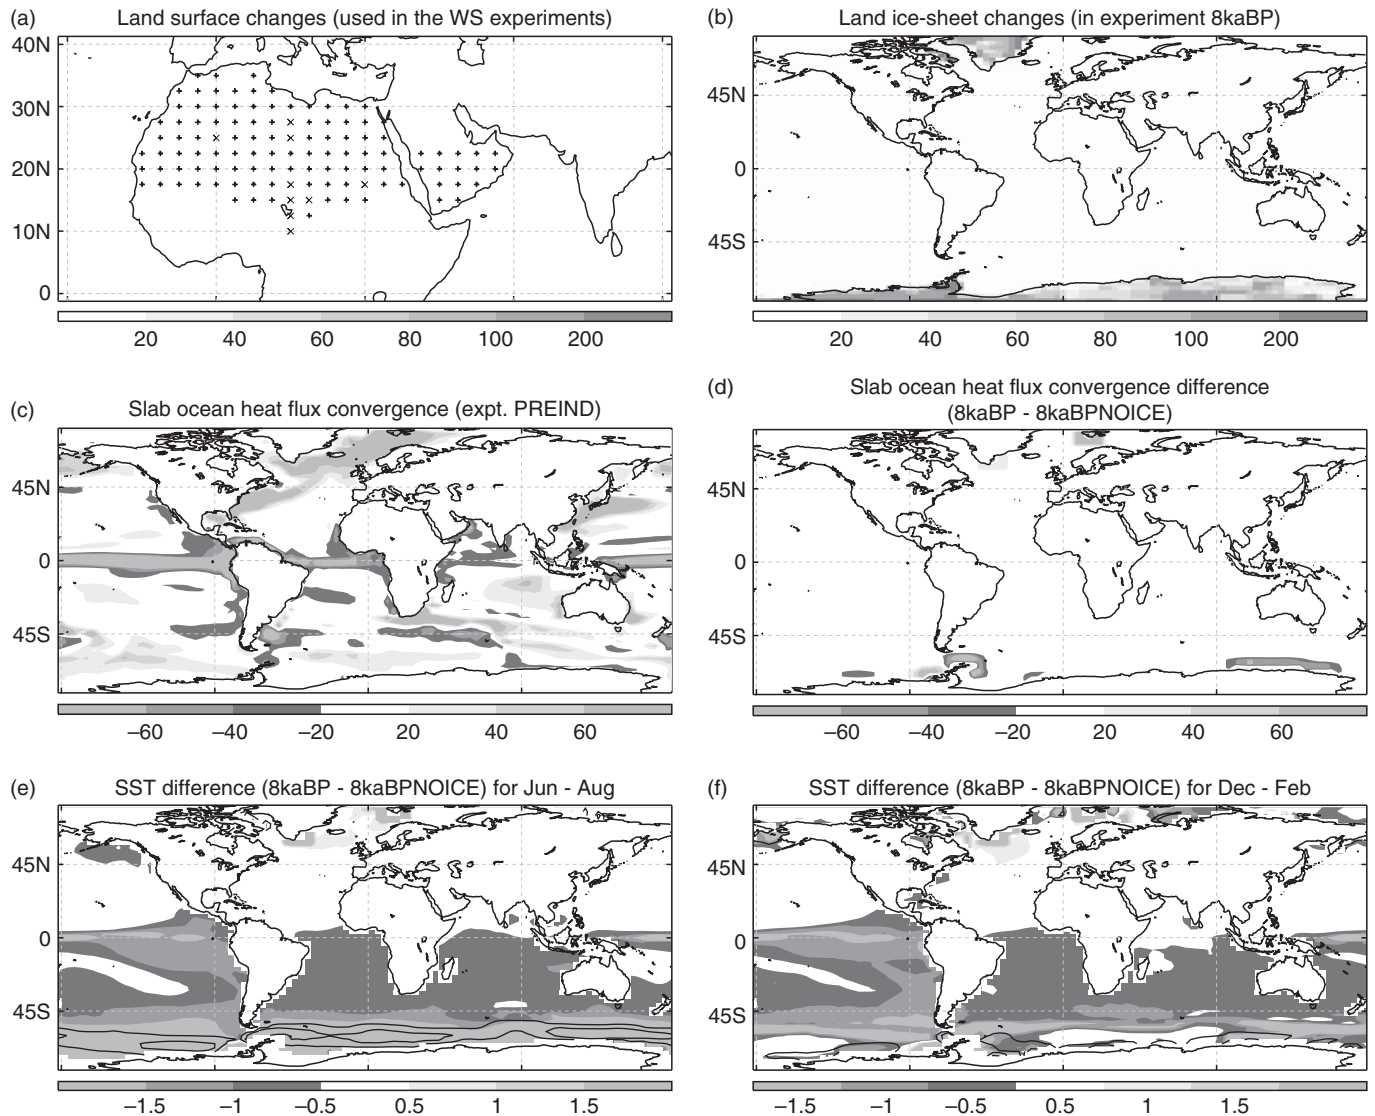 (a) Land surface changes (used in the WS experiments)
40N
30N
20N
10N
0
20 40 60 80 100 200
(b) Land ice-sheet changes (in experiment 8kaBP)
45N
0
45S
20 40 60 80 100 200
(c) Slab ocean heat flux convergence (expt. PREIND)
45N
0
45S
−60 −40 −20 20 40 60
(d) Slab ocean heat flux convergence difference
(8kaBP - 8kaBPNOICE)
45N
0
45S
−60 −40 −20 20 40 60
(e) SST difference (8kaBP - 8kaBPNOICE) for Jun - Aug
45N
0
45S
−1.5 −1 −0.5 0.5 1 1.5
(f) SST difference (8kaBP - 8kaBPNOICE) for Dec - Feb
45N
0
45S
−1.5 −1 −0.5 0.5 1 1.5